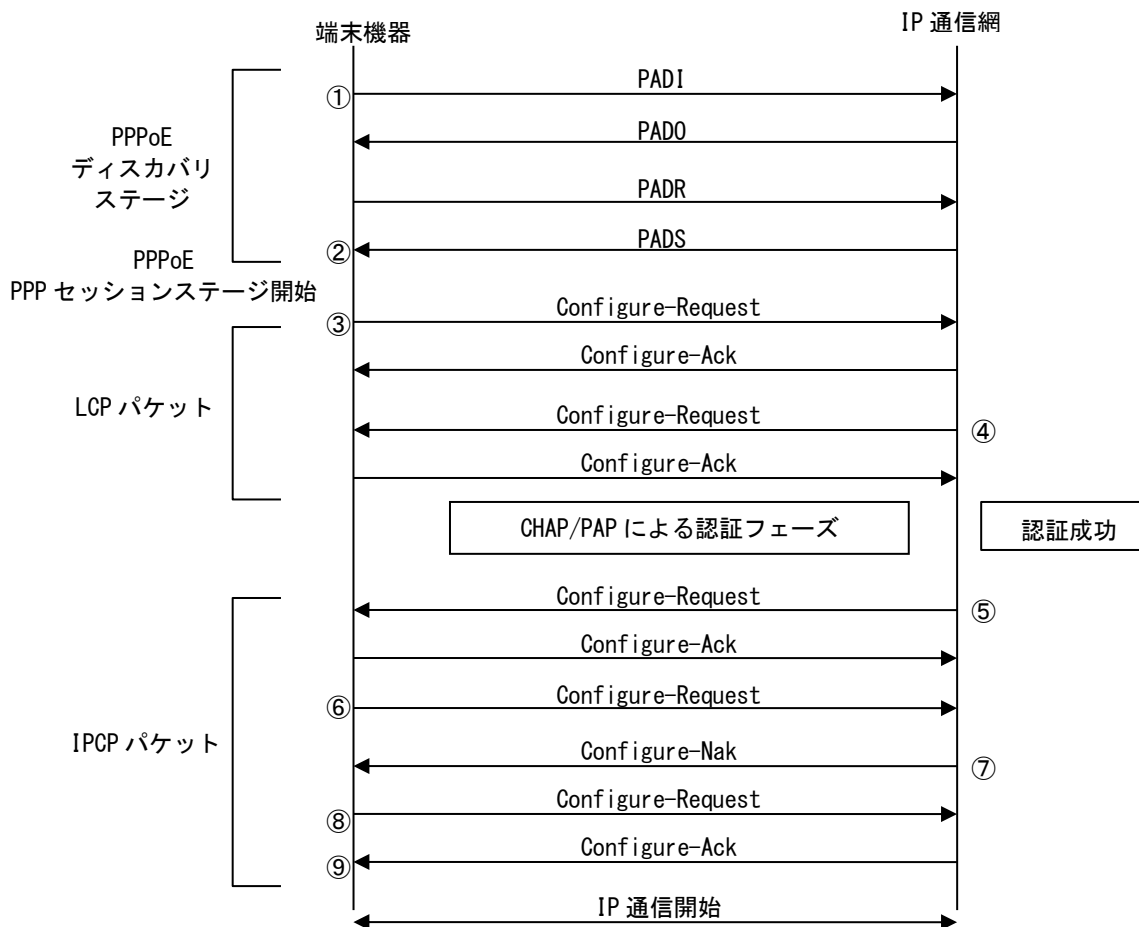 端末機器
IP 通信網
PADI
①
PADO
PPPoE
ディスカバリ
ステージ
PADR
PADS
②
PPPoE
PPP セッションステージ開始
Configure-Request
③
Configure-Ack
LCP パケット
Configure-Request
④
Configure-Ack
CHAP/PAP による認証フェーズ
認証成功
Configure-Request
⑤
Configure-Ack
Configure-Request
⑥
IPCP パケット
Configure-Nak
⑦
Configure-Request
⑧
Configure-Ack
⑨
IP 通信開始